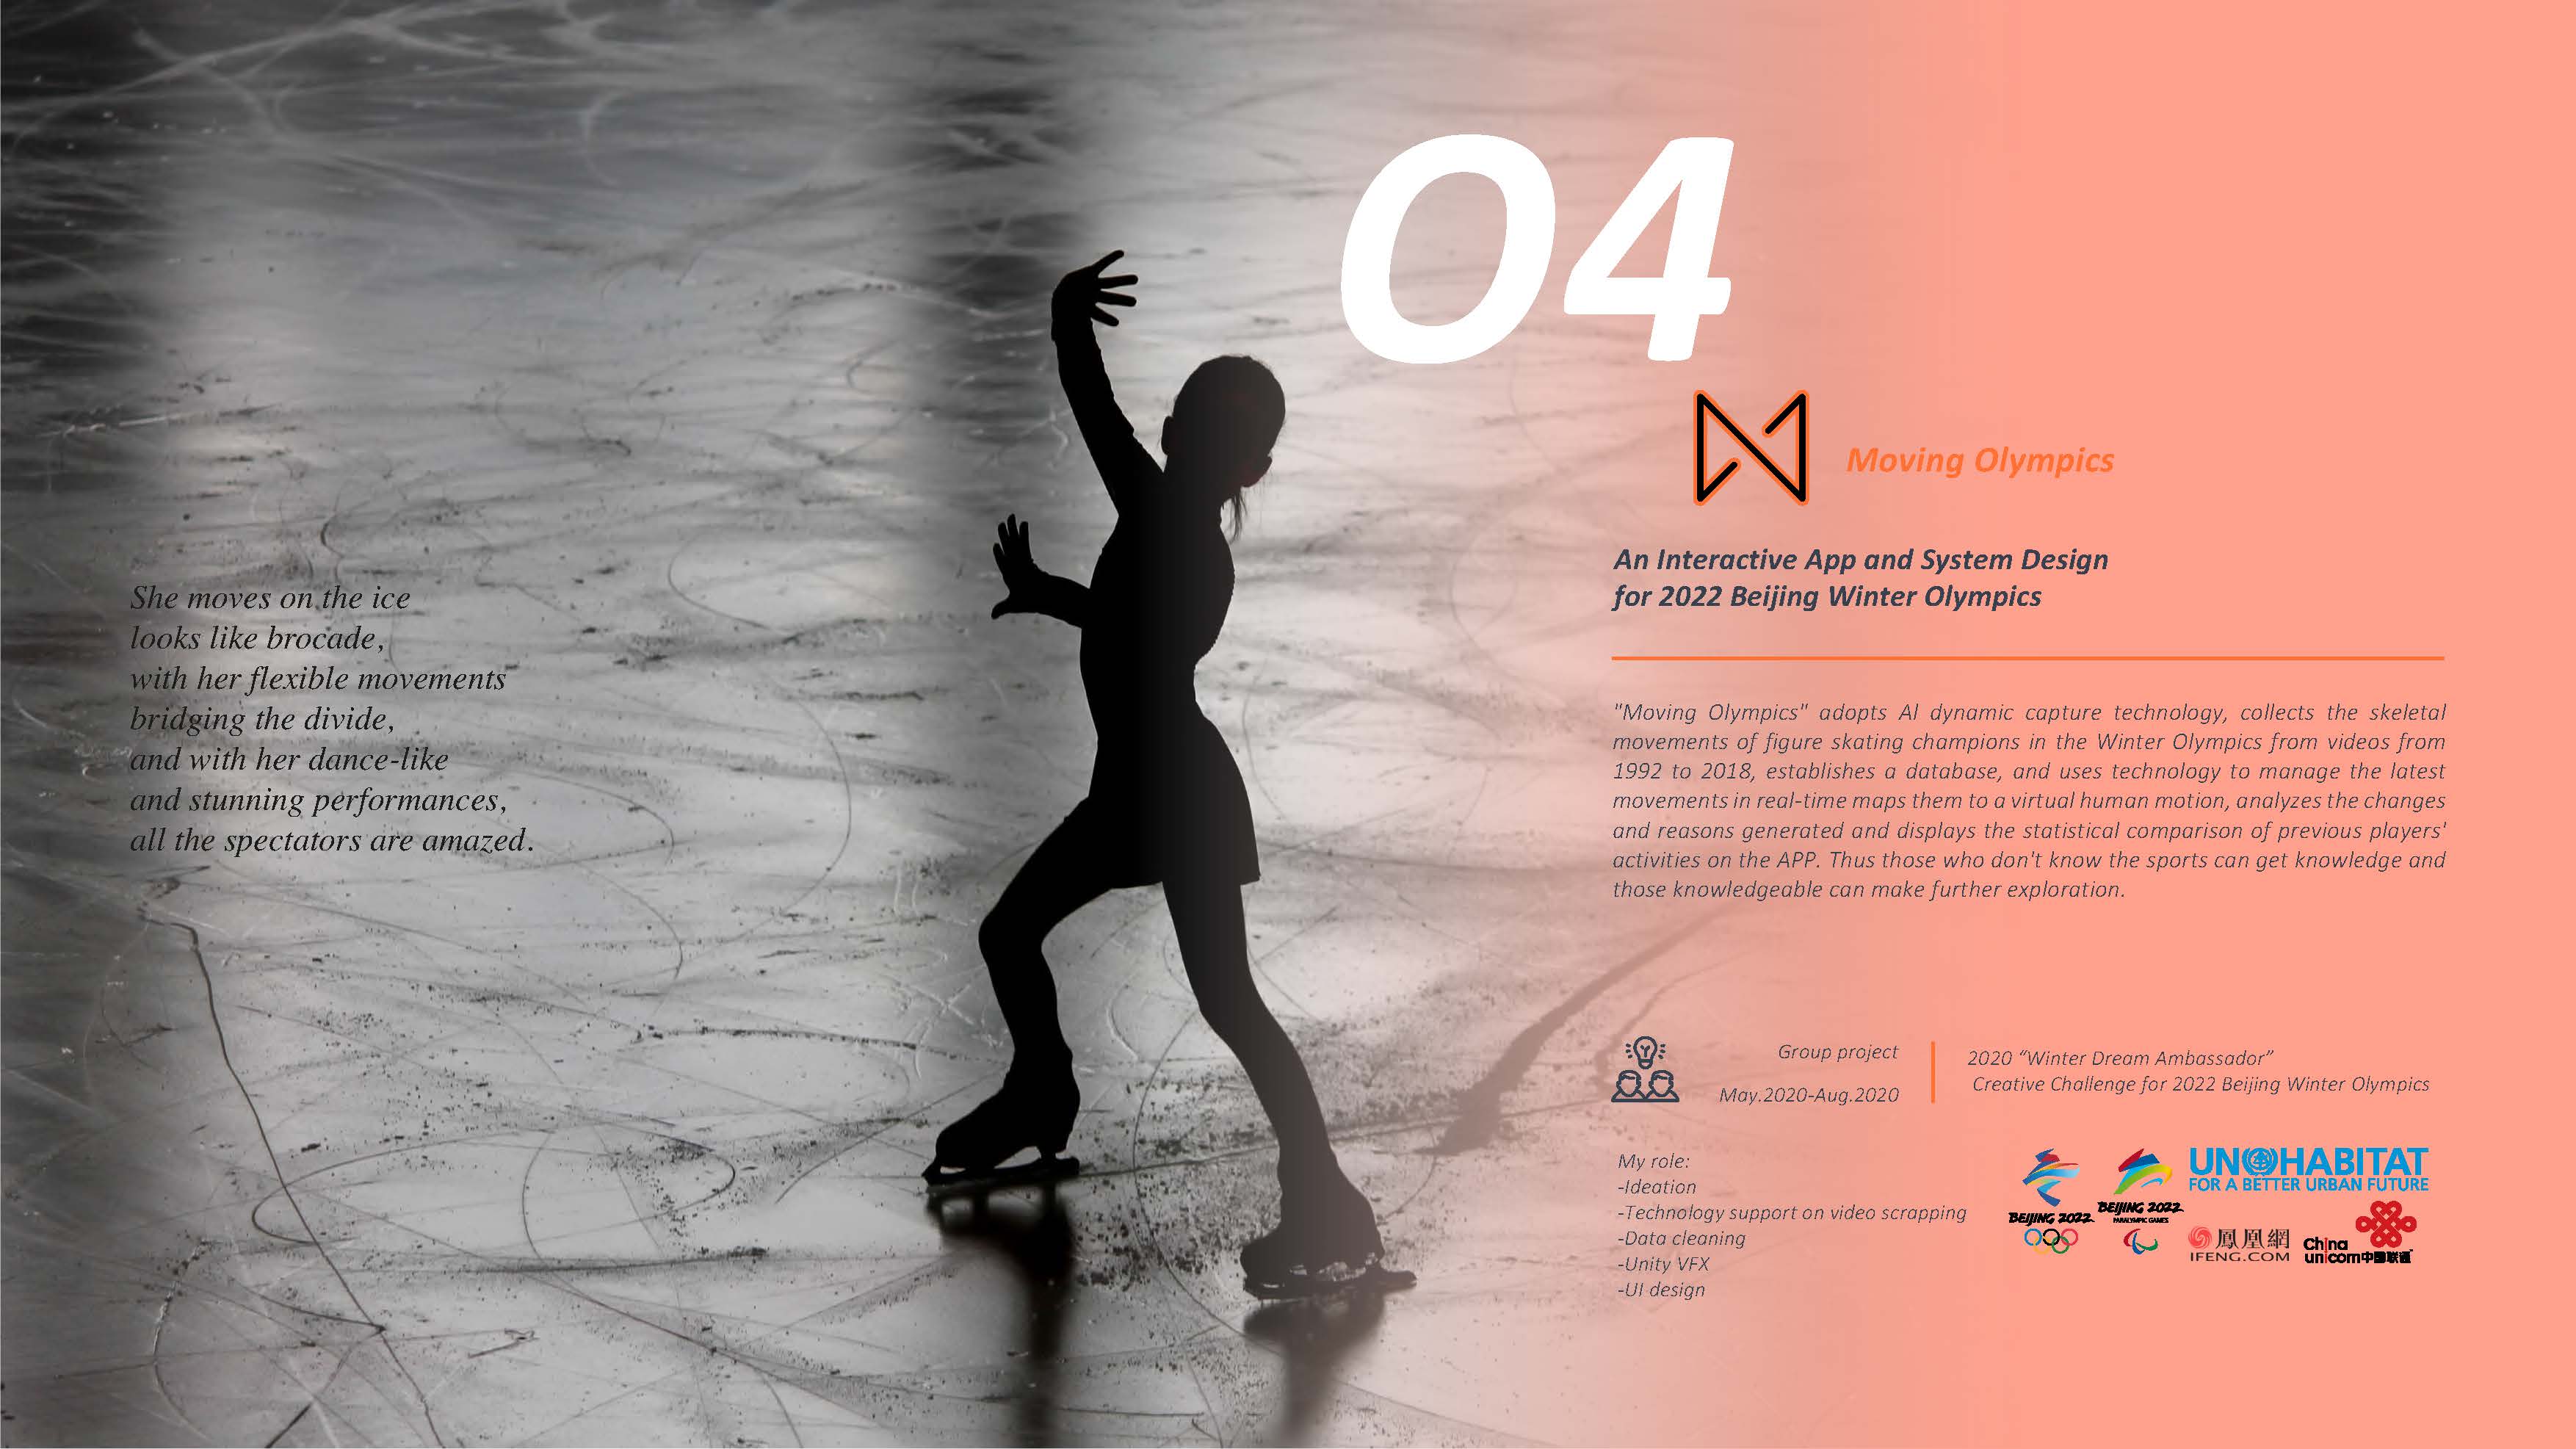 04
Moving Olympics
An Interactive App and System Design
for 2022 Beijing Winter Olympics
She moves on the ice
looks like brocade,
with her flexible movements
bridging the divide,
and with her dance-like
and stunning performances,
all the spectators are amazed.
"Moving Olympics" adopts AI dynamic capture technology, collects the skeletal
movements of figure skating champions in the Winter Olympics from videos from
1992 to 2018, establishes a database, and uses technology to manage the latest
movements in real-time maps them to a virtual human motion, analyzes the changes
and reasons generated and displays the statistical comparison of previous players'
activities on the APP. Thus those who don't know the sports can get knowledge and
those knowledgeable can make further exploration.
Group project
May.2020-Aug.2020
2020 “Winter Dream Ambassador”
Creative Challenge for 2022 Beijing Winter Olympics
My role:
-Ideation
-Technology support on video scrapping
-Data cleaning
-Unity VFX
-UI design
BEIJING 2022
BEIJING 2022
PARALYMPIC GAMES
UN HABITAT
FOR A BETTER URBAN FUTURE
鳳凰網
IFENG.COM
China
unicom中国联通